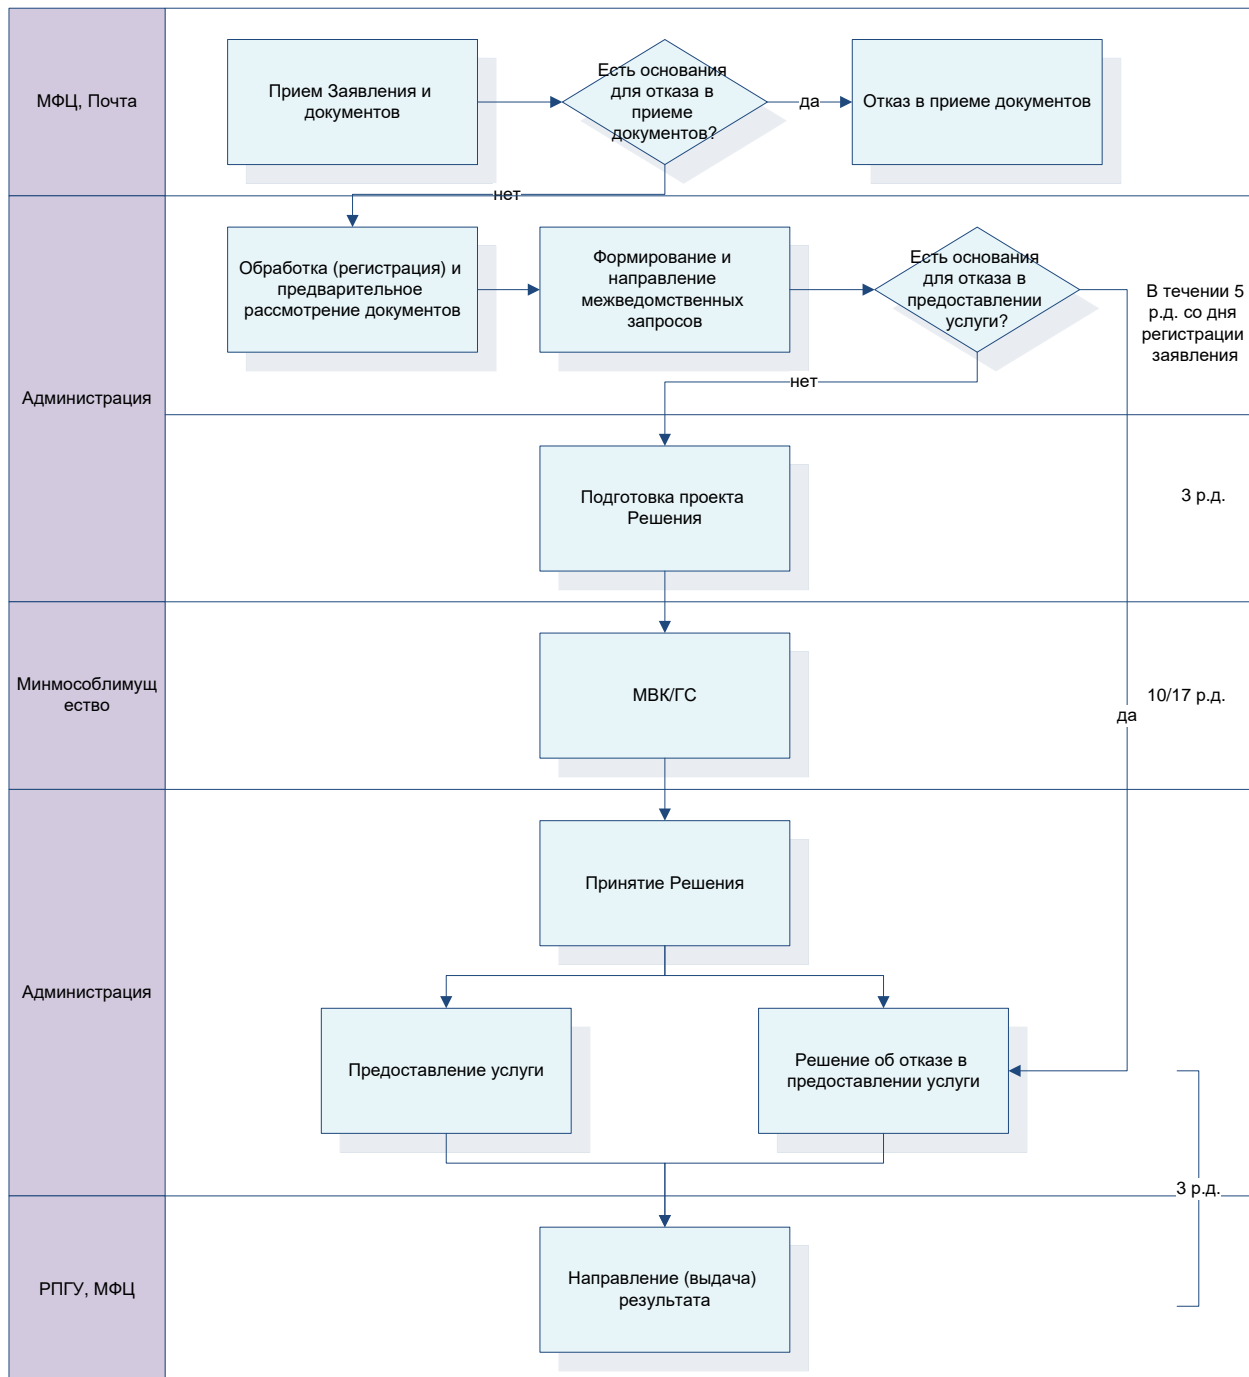 МФЦ, Почта
Прием Заявления и
документов
Есть основания
для отказа в
приеме
документов?
да
Отказ в приеме документов
нет
Администрация
Обработка (регистрация) и
предварительное
рассмотрение документов
Формирование и
направление
межведомственных
запросов
Есть основания
для отказа в
предоставлении
услуги?
В течении 5
р.д. со дня
регистрации
заявления
нет
Подготовка проекта
Решения
3 р.д.
Минмособлимущ
ество
МВК/ГС
10/17 р.д.
да
Администрация
Принятие Решения
Предоставление услуги
Решение об отказе в
предоставлении услуги
3 р.д.
РПГУ, МФЦ
Направление (выдача)
результата